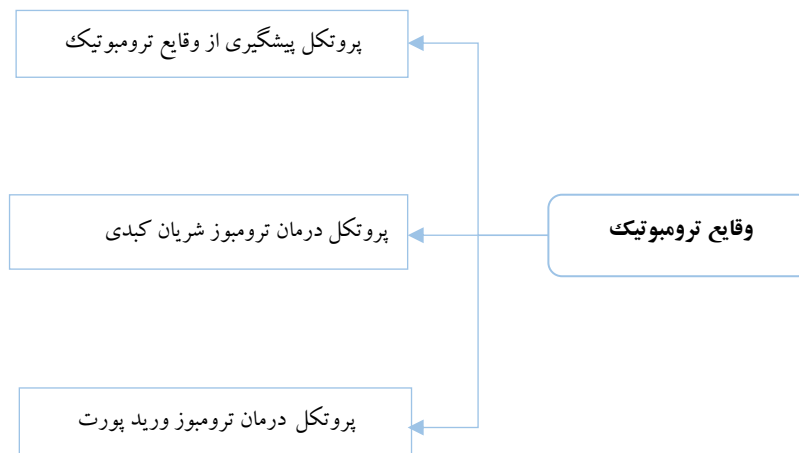 وقایع ترومبوتیک
پروتکل پیشگیری از وقایع ترومبوتیک
پروتکل درمان ترومبوز شریان کبدی
پروتکل درمان ترومبوز ورید پورت